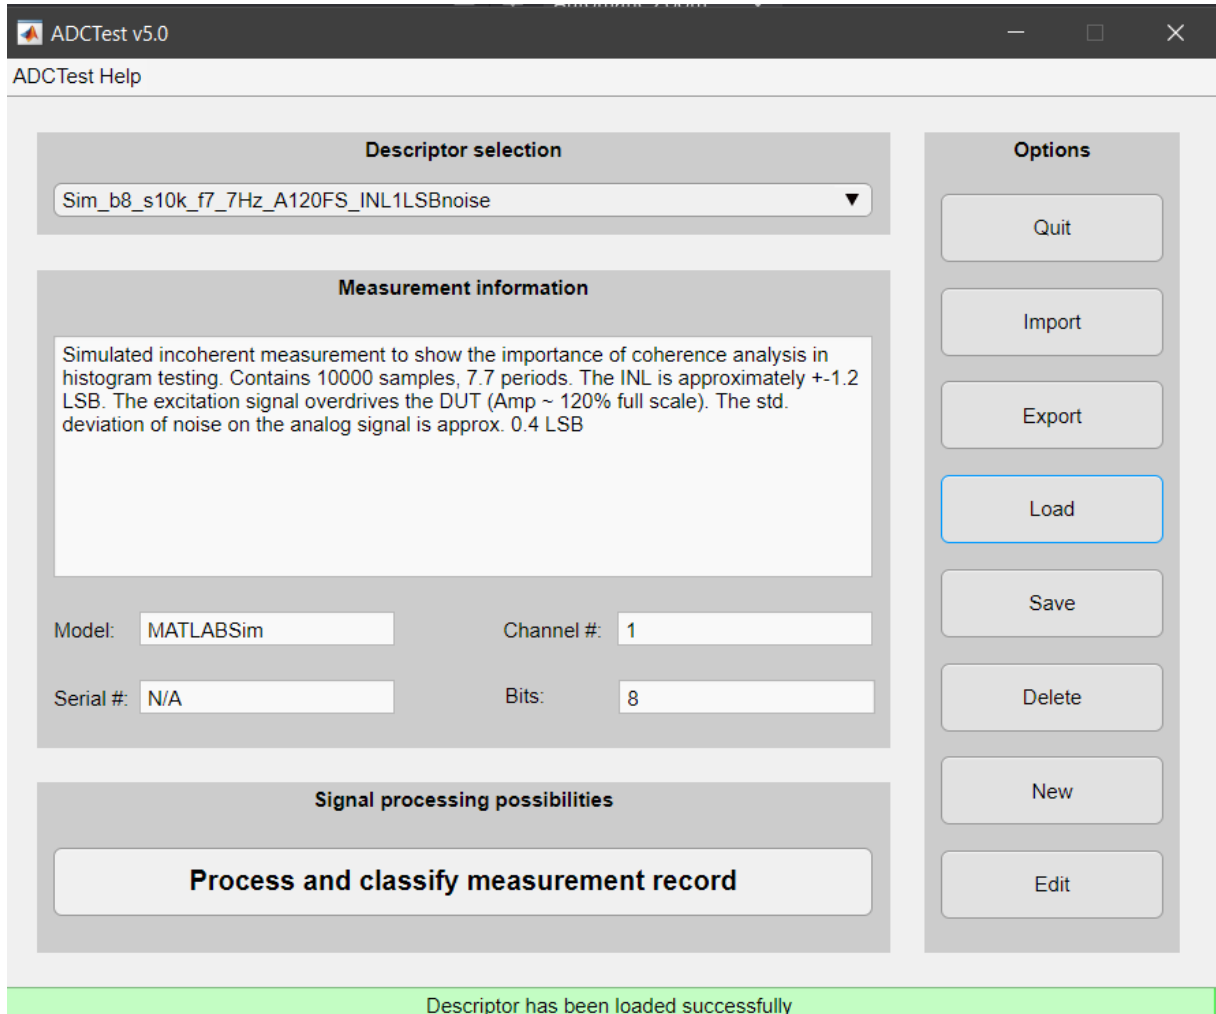 ADCTest v5.0
ADCTest Help
Descriptor selection
Sim_b8_s10k_f7_7Hz_A120FS_INL1LSBnoise
Measurement information
Simulated incoherent measurement to show the importance of coherence analysis in
histogram testing. Contains 10000 samples, 7.7 periods. The INL is approximately +-1.2
LSB. The excitation signal overdrives the DUT (Amp ~ 120% full scale). The std.
deviation of noise on the analog signal is approx. 0.4 LSB
Model: MATLABSim
Channel #: 1
Serial #: N/A
Bits: 8
Signal processing possibilities
Process and classify measurement record
Options
Quit
Import
Export
Load
Save
Delete
New
Edit
Descriptor has been loaded successfully